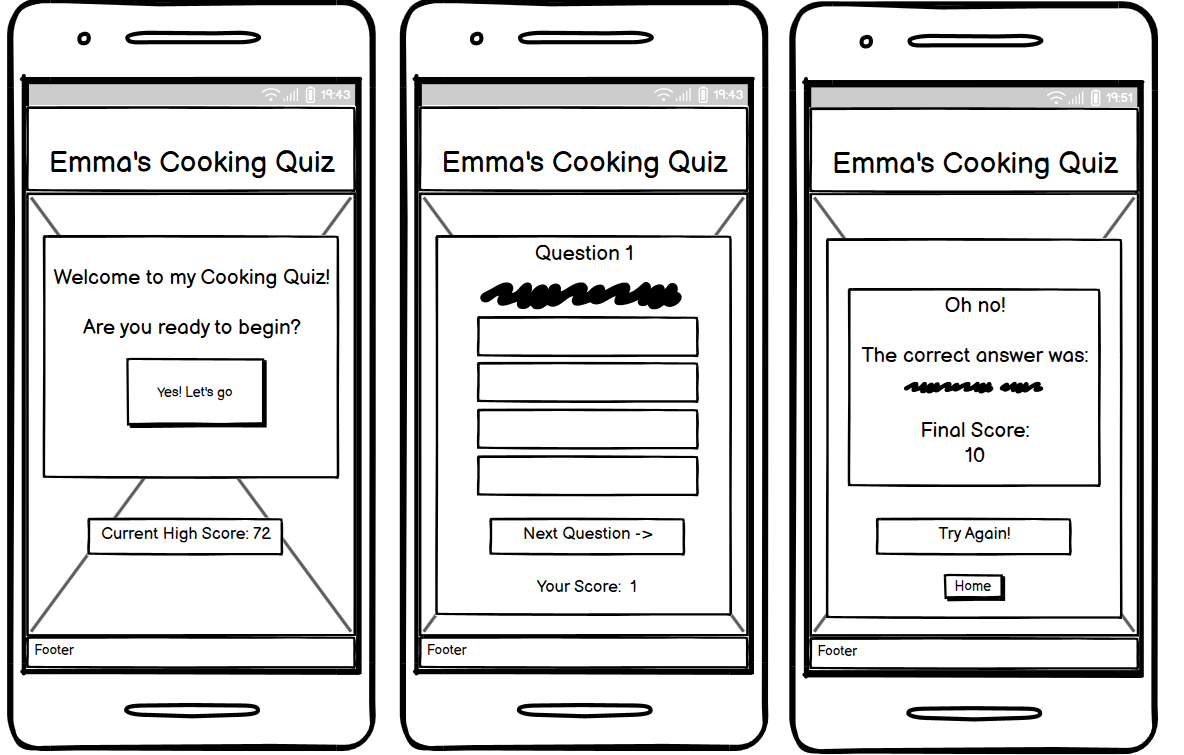 19:43
Emma's Cooking Quiz
Welcome to my Cooking Quiz!
Are you ready to begin?
Yes! Let's go
Current High Score: 72
Footer
19:43
Emma's Cooking Quiz
Question 1
Next Question ->
Your Score: 1
Footer
19:51
Emma's Cooking Quiz
Oh no!
The correct answer was:
Final Score:
10
Try Again!
Home
Footer